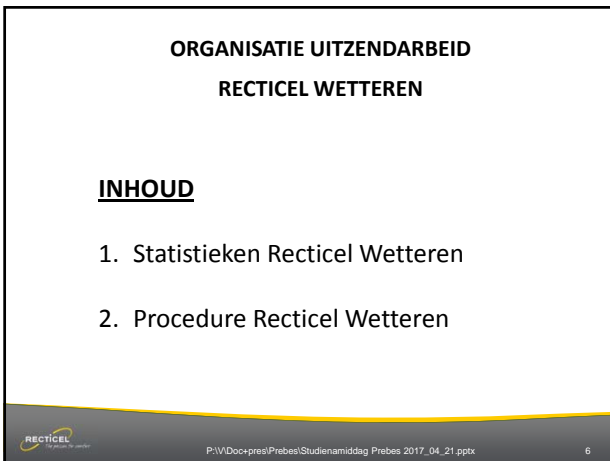 ORGANISATIE UITZENDARBEID
RECTICEL WETTEREN
INHOUD
1. Statistieken Recticel Wetteren
2. Procedure Recticel Wetteren
RECTICEL
P:\V\Doc+pres\Prebes\Studienamiddag Prebes 2017_04_21.pptx
6